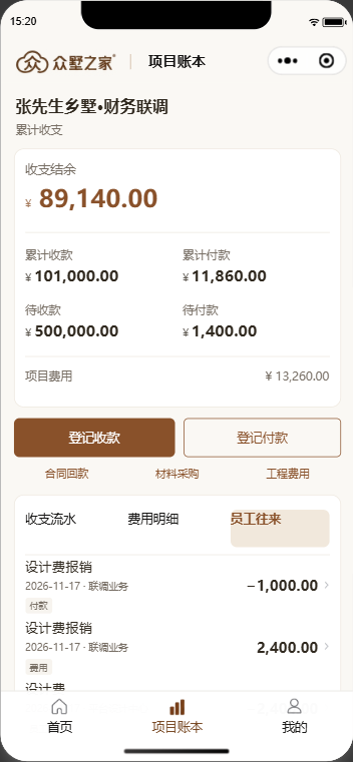 15:20
众墅之家 项目账本
张先生乡墅•财务联调
累计收支
收支结余
¥ 89,140.00
累计收款 累计付款
¥ 101,000.00 ¥ 11,860.00
待收款 待付款
¥ 500,000.00 ¥ 1,400.00
项目费用 ¥ 13,260.00
登记收款 登记付款
合同回款 材料采购 工程费用
收支流水 费用明细 员工往来
设计费报销
2026-11-17 · 联调业务 −1,000.00
付款
设计费报销
2026-11-17 · 联调业务 2,400.00
费用
设计费
首页 项目账本 我的